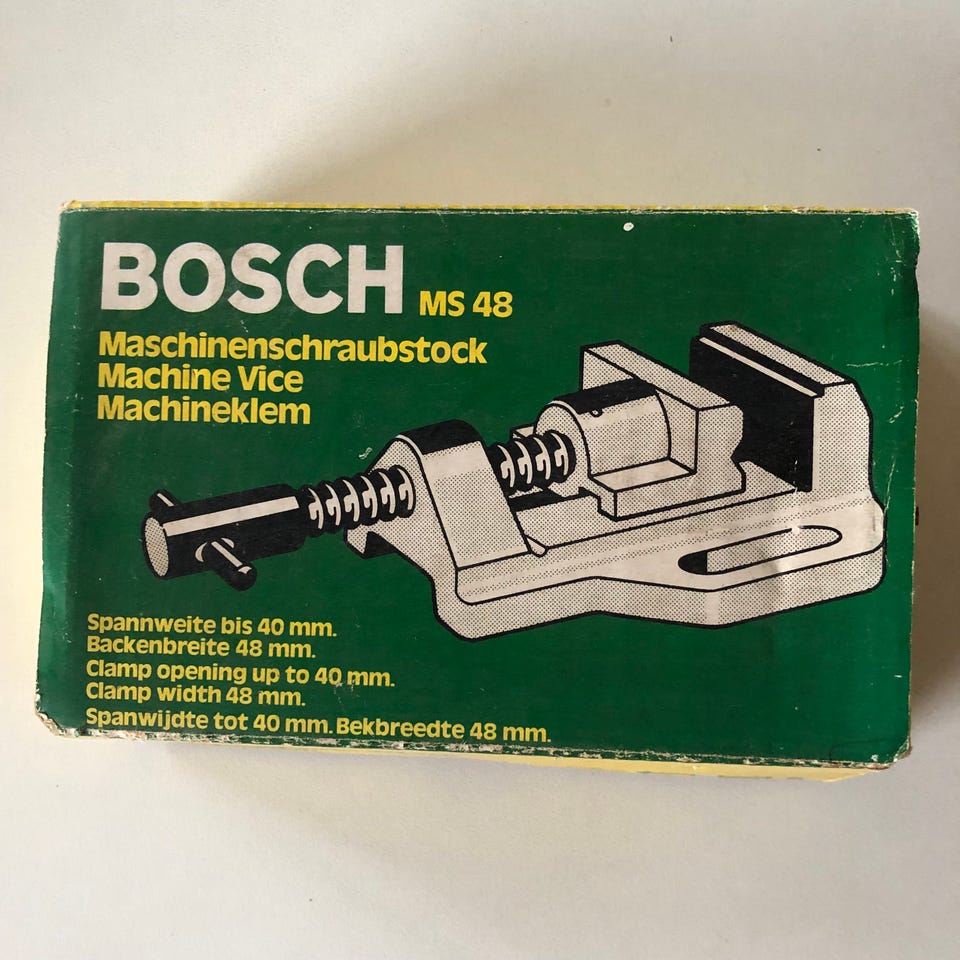 BOSCH MS 48
Maschinenschraubstock
Machine Vice
Machineklem
Spannweite bis 40 mm.
Backenbreite 48 mm.
Clamp opening up to 40 mm.
Clamp width 48 mm.
Spanwijdte tot 40 mm. Bekbreedte 48 mm.